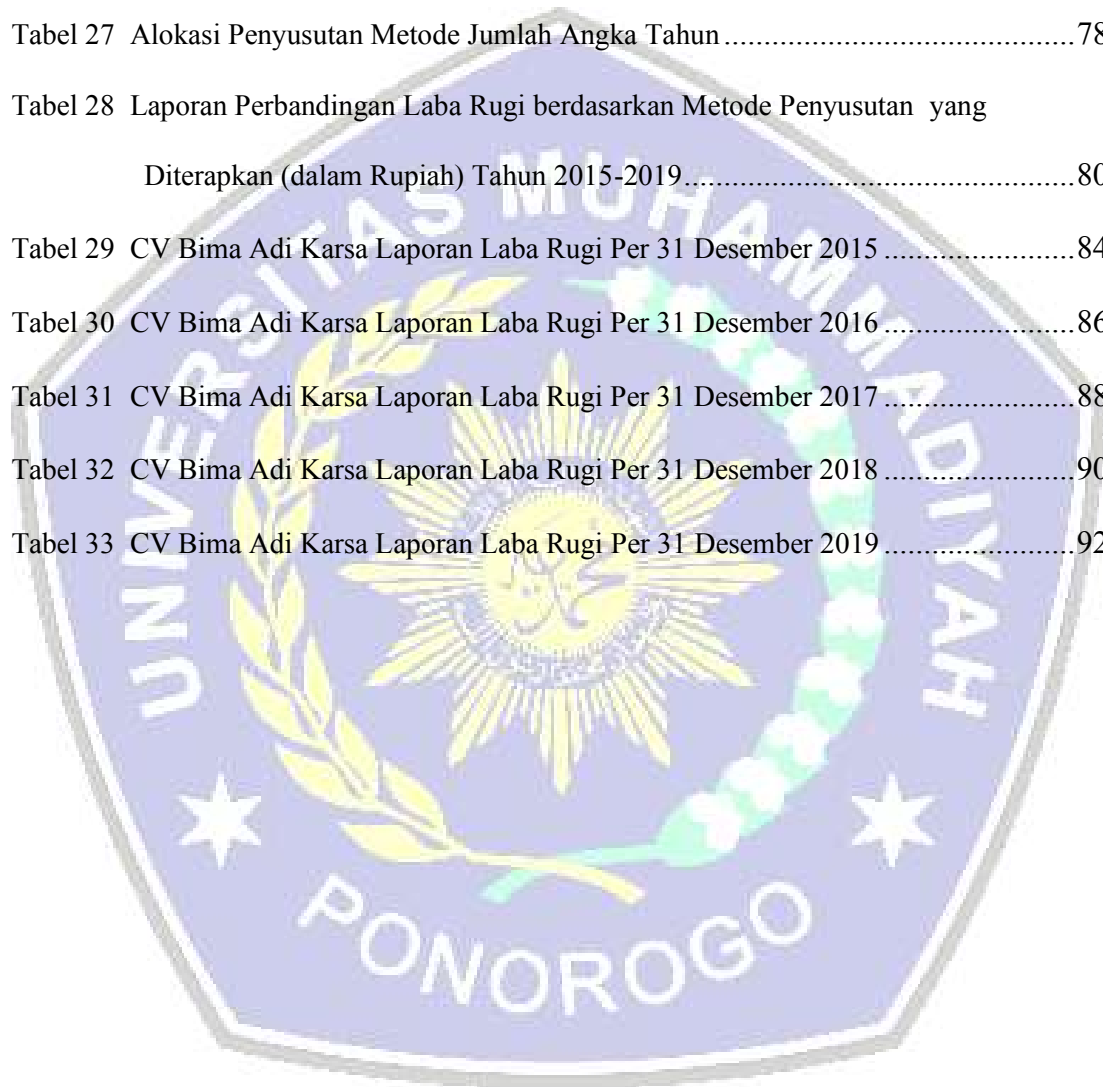 Tabel 27 Alokasi Penyusutan Metode Jumlah Angka Tahun ............................................ 78
Tabel 28 Laporan Perbandingan Laba Rugi berdasarkan Metode Penyusutan yang
Diterapkan (dalam Rupiah) Tahun 2015-2019 ................................................. 80
Tabel 29 CV Bima Adi Karsa Laporan Laba Rugi Per 31 Desember 2015 ........................ 84
Tabel 30 CV Bima Adi Karsa Laporan Laba Rugi Per 31 Desember 2016 ........................ 86
Tabel 31 CV Bima Adi Karsa Laporan Laba Rugi Per 31 Desember 2017 ........................ 88
Tabel 32 CV Bima Adi Karsa Laporan Laba Rugi Per 31 Desember 2018 ........................ 90
Tabel 33 CV Bima Adi Karsa Laporan Laba Rugi Per 31 Desember 2019 ........................ 92
UNIVERSITAS MUHAMMADIYAH
PONOROGO